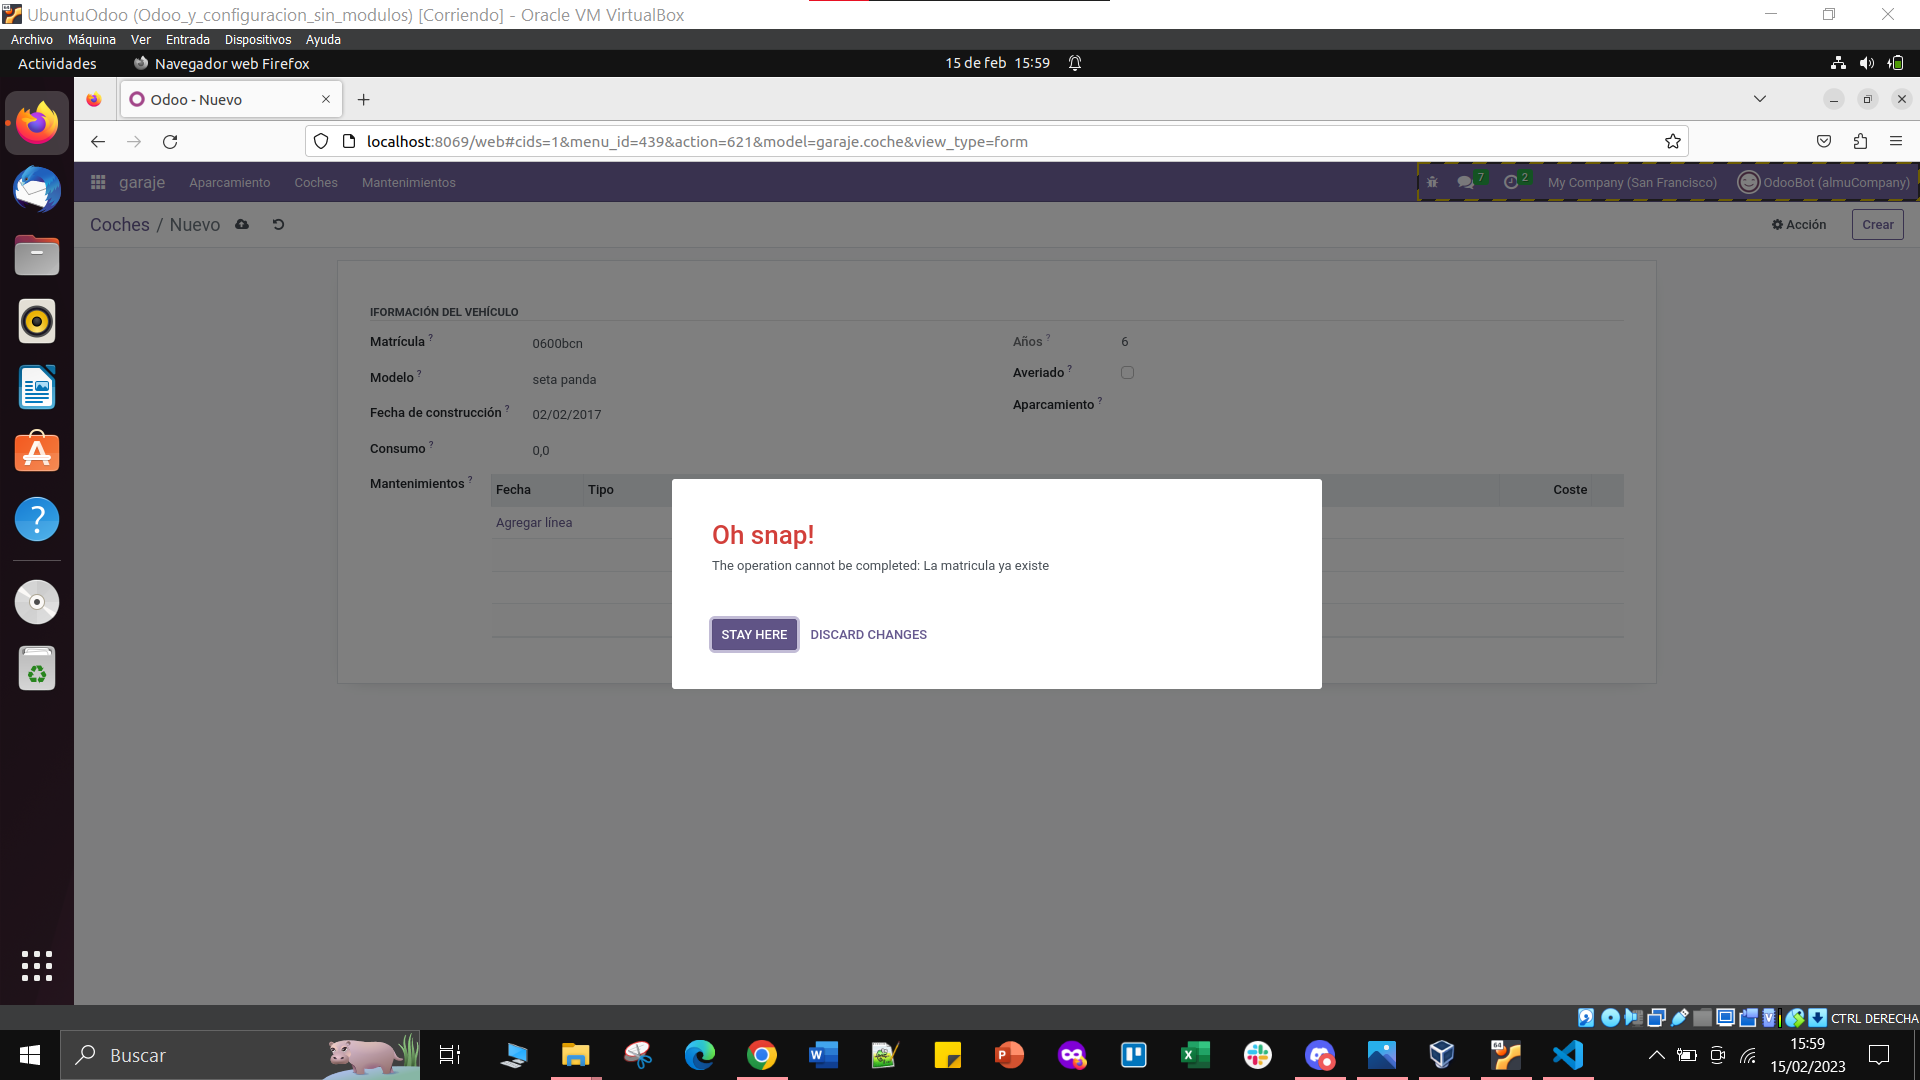 UbuntuOdoo (Odoo_y_configuracion_sin_modulos) [Corriendo] - Oracle VM VirtualBox
Archivo Máquina Ver Entrada Dispositivos Ayuda
Actividades Navegador web Firefox 15 de feb 15:59
Odoo - Nuevo
localhost:8069/web#cids=1&menu_id=439&action=621&model=garaje.coche&view_type=form
garaje Aparcamiento Coches Mantenimientos 7 2 My Company (San Francisco) OdooBot (almuCompany)
Coches / Nuevo Acción Crear
IFORMACIÓN DEL VEHÍCULO
Matrícula ? 0600bcn Años ? 6
Modelo ? seta panda Averiado ?
Fecha de construcción ? 02/02/2017 Aparcamiento ?
Consumo ? 0,0
Mantenimientos ? Fecha Tipo Coste
Agregar línea
Oh snap!
The operation cannot be completed: La matricula ya existe
STAY HERE DISCARD CHANGES
CTRL DERECHA
Buscar 15:59
15/02/2023